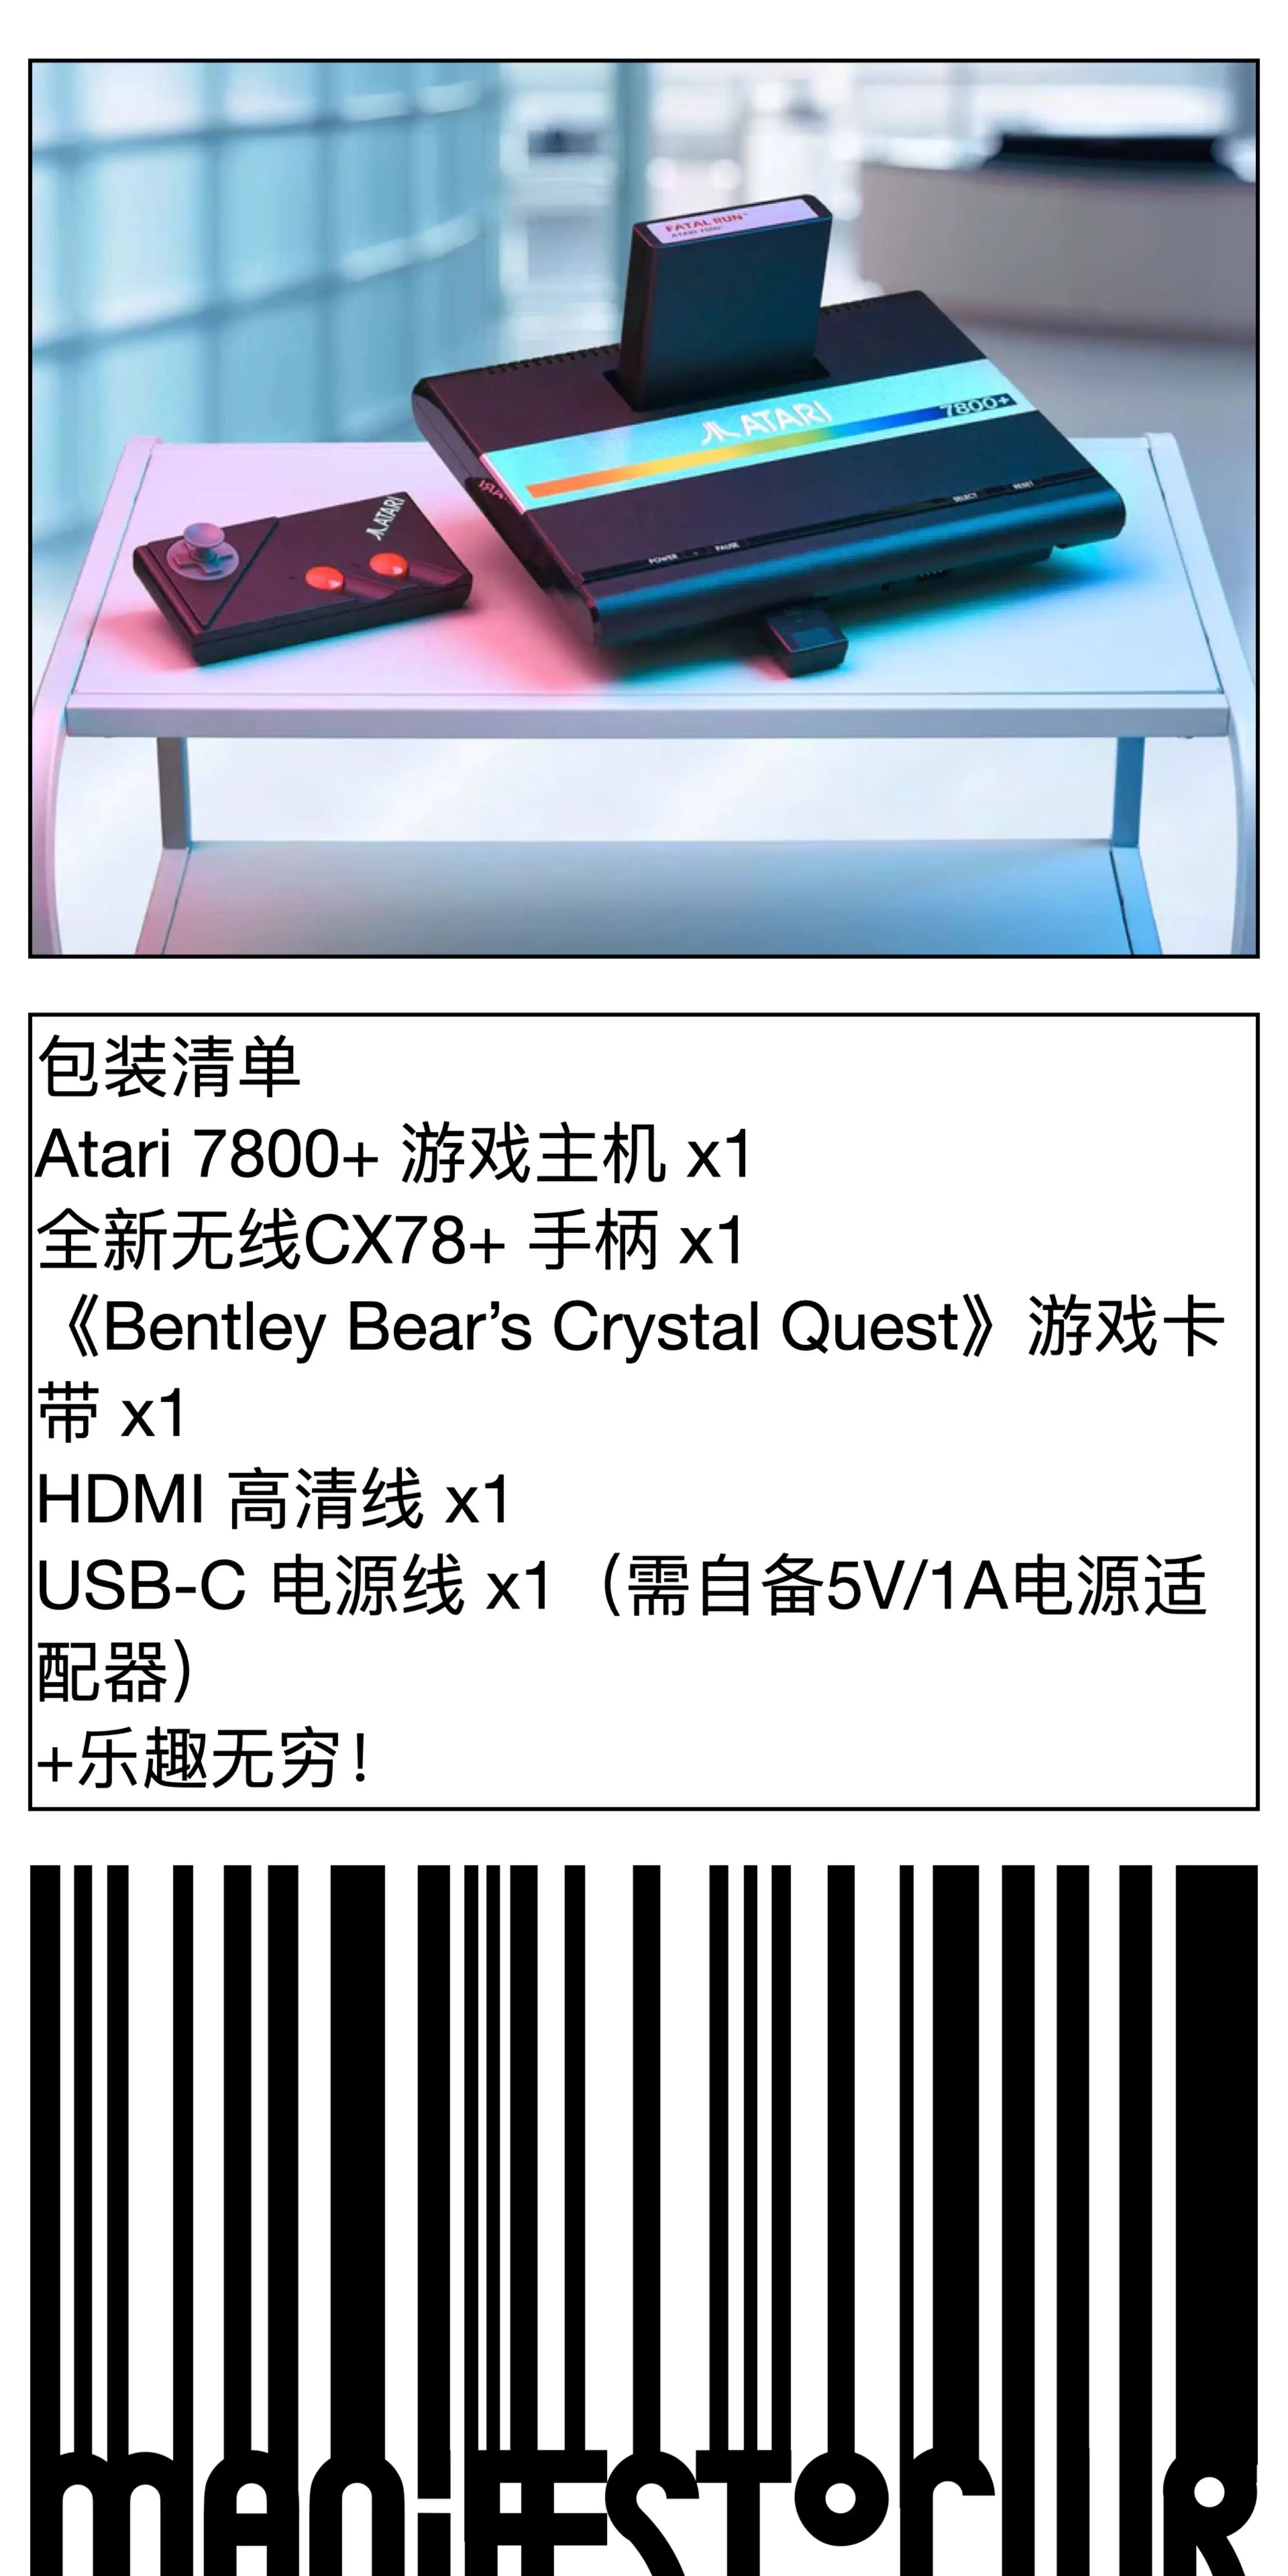 FATAL RUN
ATARI 7800
ATARI
7800+
ATARI
POWER
PAUSE
SELECT
RESET
包装清单
Atari 7800+ 游戏主机 x1
全新无线CX78+ 手柄 x1
《Bentley Bear’s Crystal Quest》游戏卡
带 x1
HDMI 高清线 x1
USB-C 电源线 x1（需自备5V/1A电源适
配器）
+乐趣无穷！